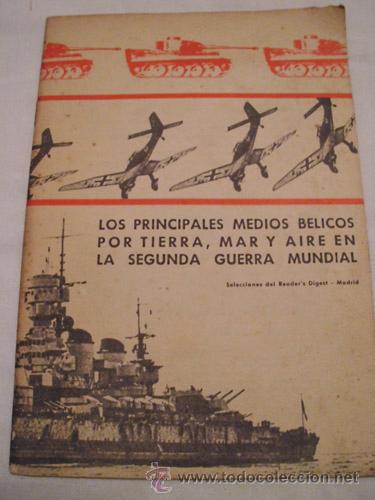 LOS PRINCIPALES MEDIOS BELICOS
POR TIERRA, MAR Y AIRE EN
LA SEGUNDA GUERRA MUNDIAL
Selecciones del Reader's Digest - Madrid
todocoleccion
www.todocoleccion.net